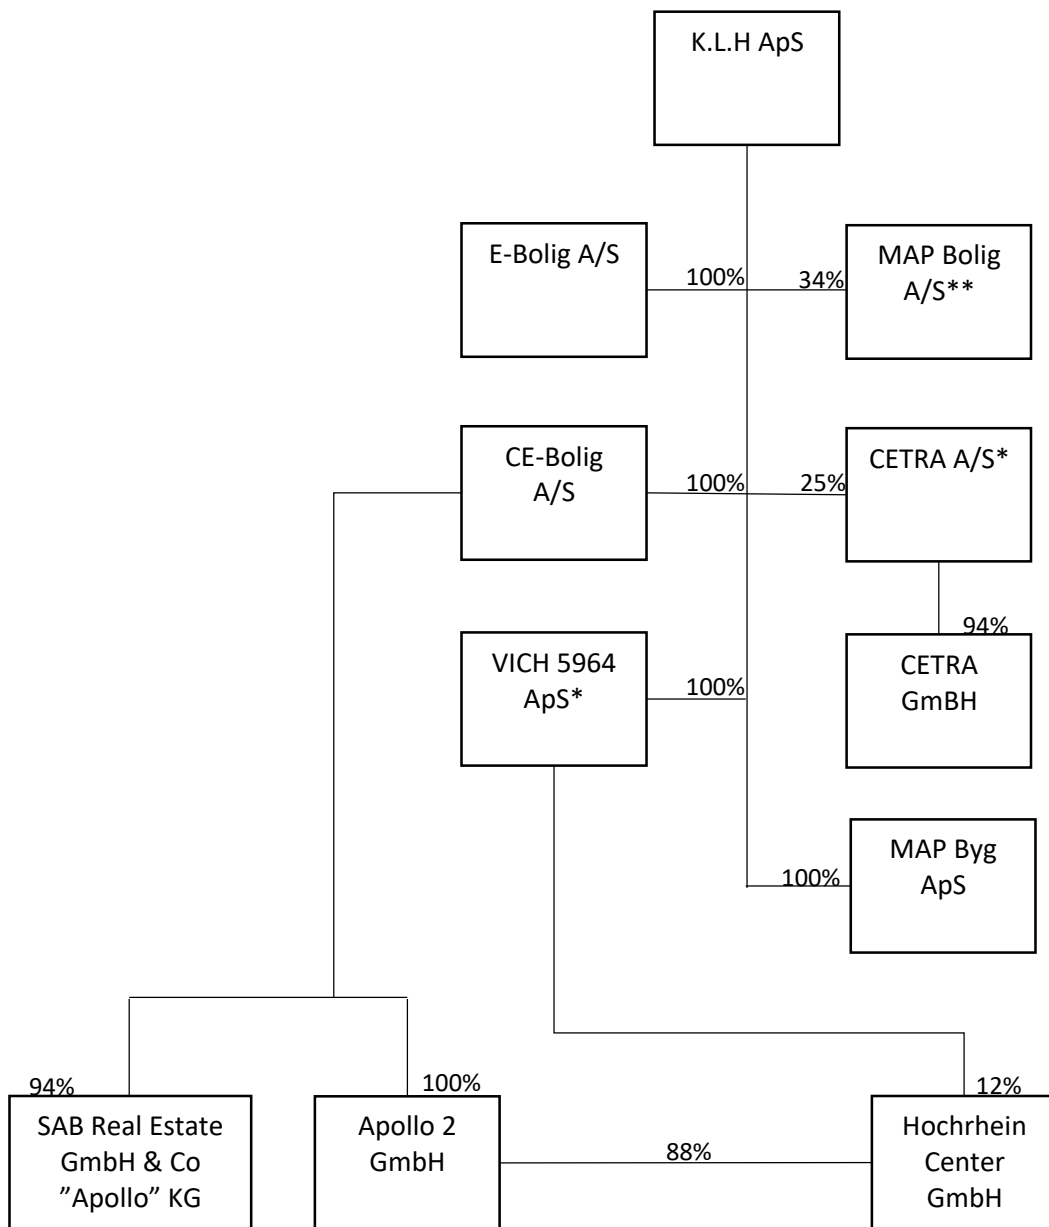 K.L.H ApS
E-Bolig A/S
100%
34%
MAP Bolig
A/S**
CE-Bolig
A/S
100%
25%
CETRA A/S*
94%
VICH 5964
ApS*
100%
CETRA
GmBH
100%
MAP Byg
ApS
94%
SAB Real Estate
GmbH & Co
”Apollo” KG
100%
Apollo 2
GmbH
88%
12%
Hochrhein
Center
GmbH